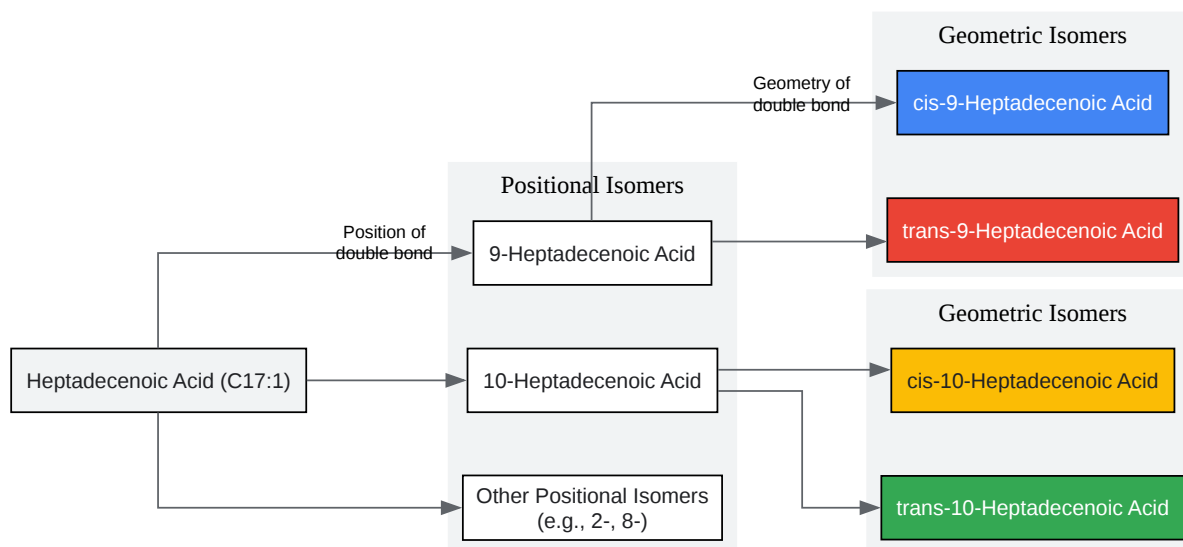 Geometric Isomers
Geometry of
double bond
cis-9-Heptadecenoic Acid
Positional Isomers
Position of
double bond
9-Heptadecenoic Acid
trans-9-Heptadecenoic Acid
Geometric Isomers
Heptadecenoic Acid (C17:1)
10-Heptadecenoic Acid
cis-10-Heptadecenoic Acid
Other Positional Isomers
(e.g., 2-, 8-)
trans-10-Heptadecenoic Acid